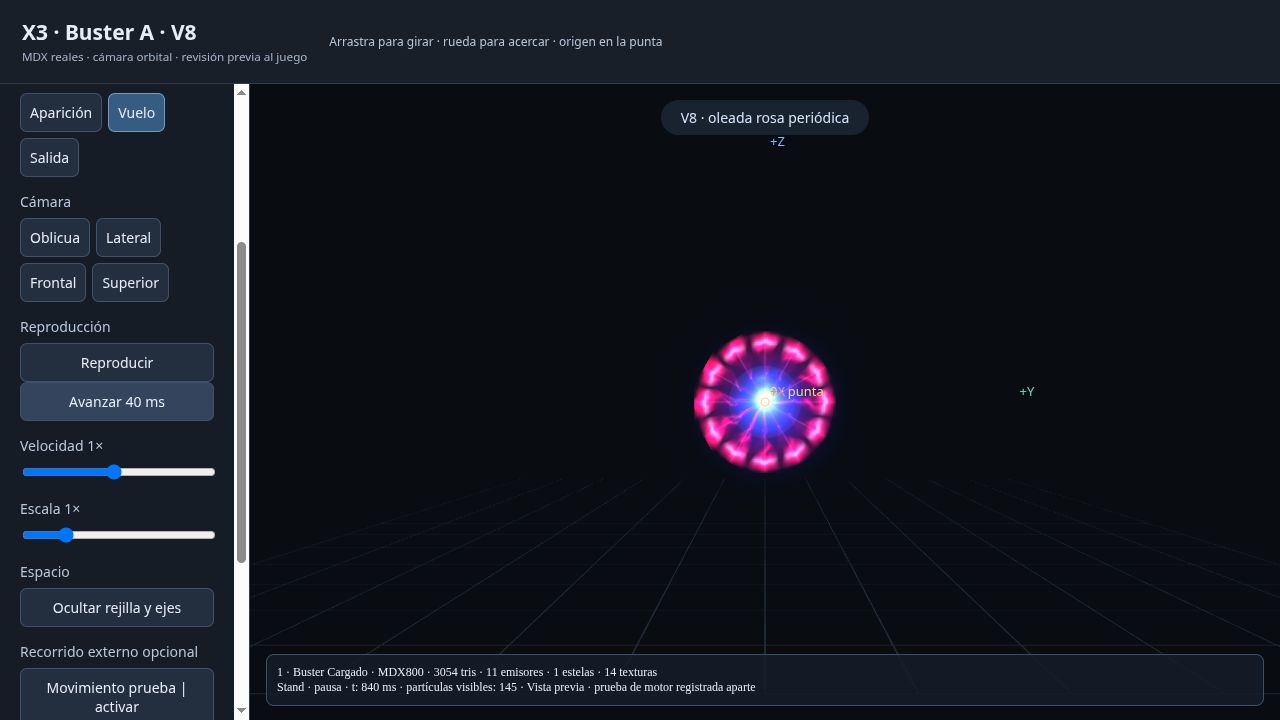 X3 · Buster A · V8
MDX reales · cámara orbital · revisión previa al juego
Arrastra para girar · rueda para acercar · origen en la punta
Aparición
Vuelo
Salida
Cámara
Oblicua
Lateral
Frontal
Superior
Reproducción
Reproducir
Avanzar 40 ms
Velocidad 1×
Escala 1×
Espacio
Ocultar rejilla y ejes
Recorrido externo opcional
Movimiento prueba |
activar
V8 · oleada rosa periódica
+Z
punta
+Y
1 · Buster Cargado · MDX800 · 3054 tris · 11 emisores · 1 estelas · 14 texturas
Stand · pausa · t: 840 ms · partículas visibles: 145 · Vista previa · prueba de motor registrada aparte